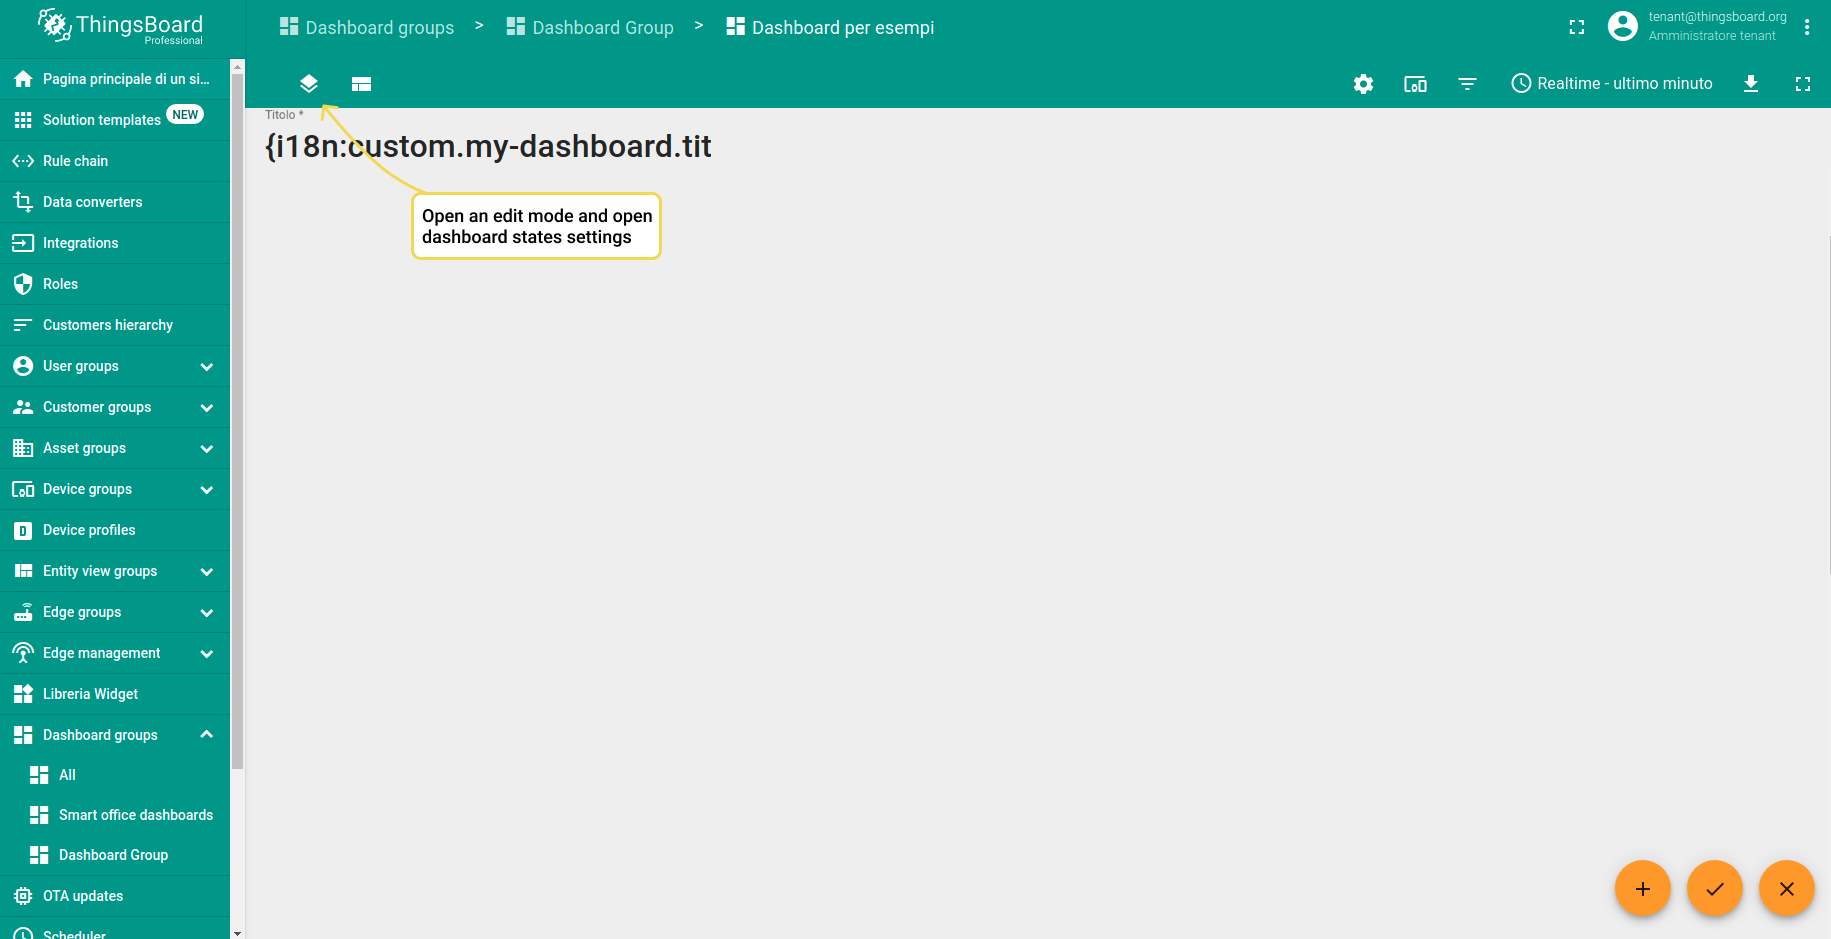 ThingsBoard
Professional
Dashboard groups > Dashboard Group > Dashboard per esempi
tenant@thingsboard.org
Amministratore tenant
Realtime - ultimo minuto
Pagina principale di un si...
Solution templates NEW
Rule chain
Data converters
Integrations
Roles
Customers hierarchy
User groups
Customer groups
Asset groups
Device groups
Device profiles
Entity view groups
Edge groups
Edge management
Libreria Widget
Dashboard groups
All
Smart office dashboards
Dashboard Group
OTA updates
Scheduler
Titolo *
{i18n:custom.my-dashboard.tit
Open an edit mode and open
dashboard states settings